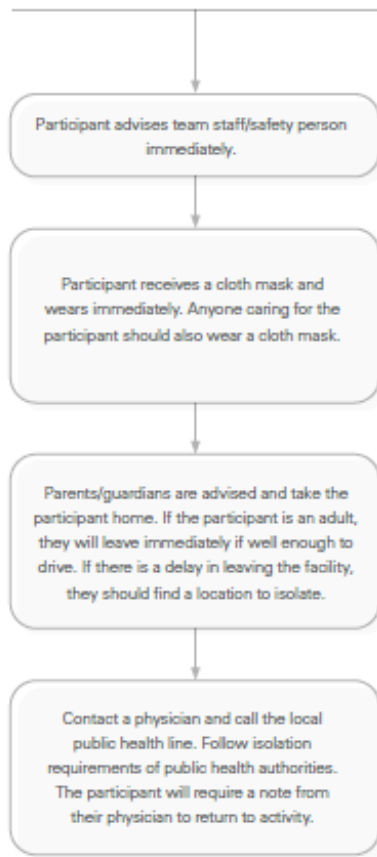 Participant advises team staff/safety person
immediately.
Participant receives a cloth mask and
wears immediately. Anyone caring for the
participant should also wear a cloth mask.
Parents/guardians are advised and take the
participant home. If the participant is an adult,
they will leave immediately if well enough to
drive. If there is a delay in leaving the facility,
they should find a location to isolate.
Contact a physician and call the local
public health line. Follow isolation
requirements of public health authorities.
The participant will require a note from
their physician to return to activity.